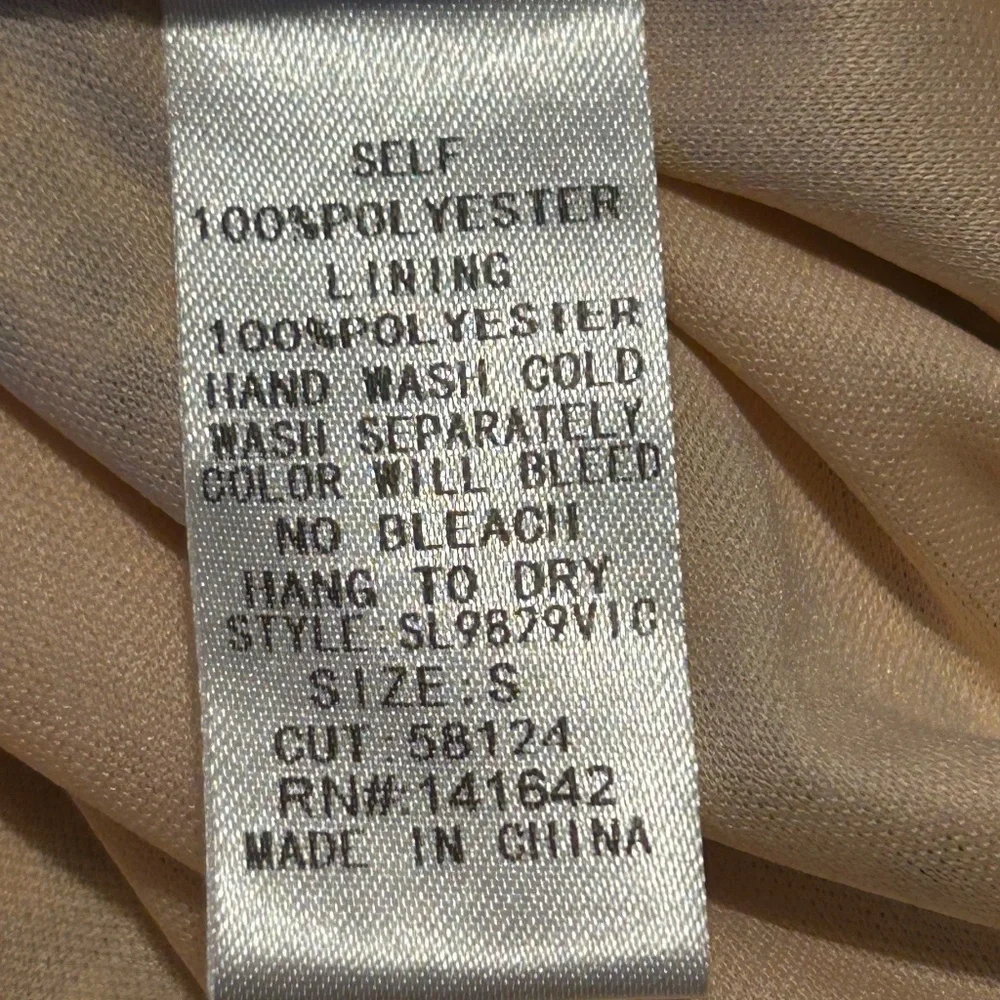 SELF
100%POLYESTER
LINING
100%POLYESTER
HAND WASH COLD
WASH SEPARATELY
COLOR WILL BLEED
NO BLEACH
HANG TO DRY
STYLE:SL9829V1C
SIZE:S
CUT:58124
RN#:141642
MADE IN CHINA